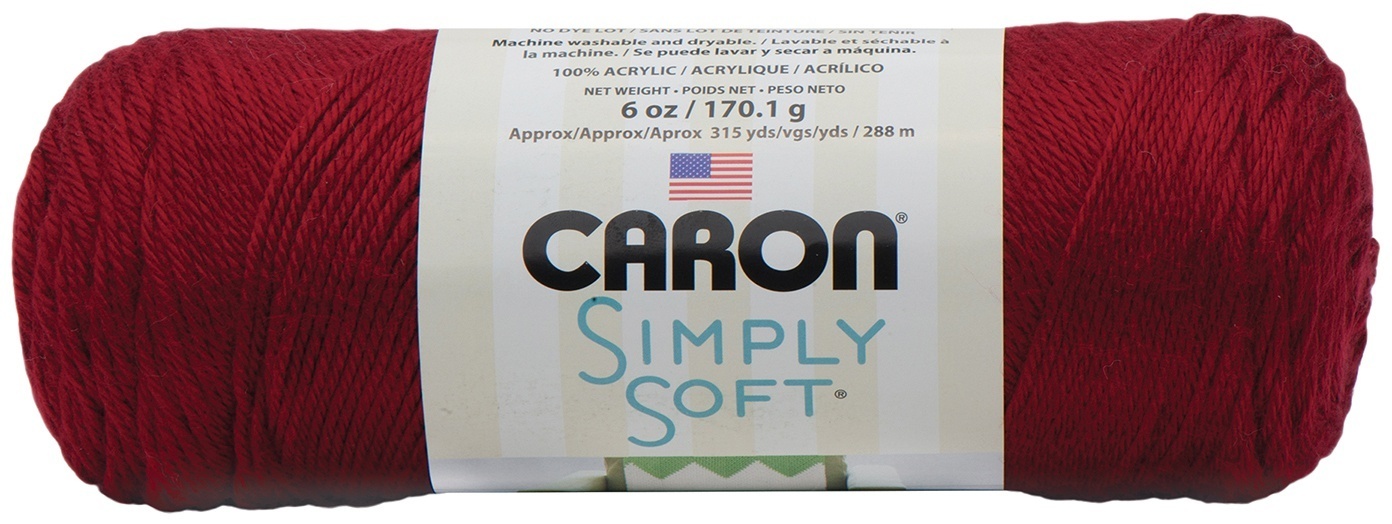 NO DYE LOT / SANS LOT DE TEINTURE / SIN TEÑIR
Machine washable and dryable. / Lavable et séchable à
la machine. / Se puede lavar y secar a máquina.
100% ACRYLIC / ACRYLIQUE / ACRÍLICO
NET WEIGHT • POIDS NET • PESO NETO
6 oz / 170.1 g
Approx/Approx/Aprox 315 yds/vgs/yds / 288 m
CARON®
SIMPLY
SOFT®